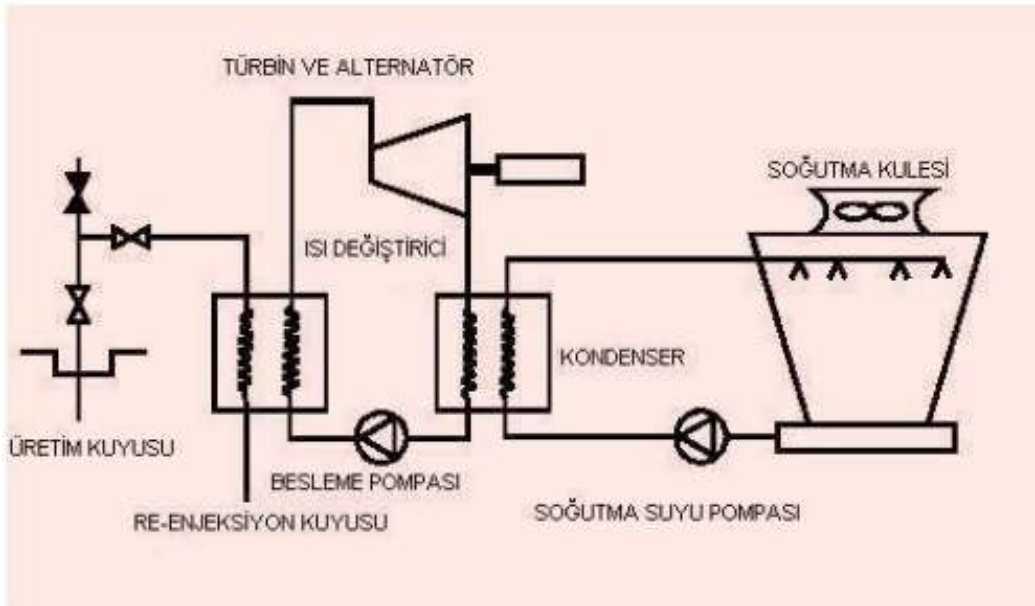 TÜRBİN VE ALTERNATÖR
SOĞUTMA KULESİ
ISI DEĞİŞTİRİCİ
KONDENSER
ÜRETİM KUYUSU
BESLEME POMPASI
SOĞUTMA SUYU POMPASI
RE-ENJEKSİYON KUYUSU